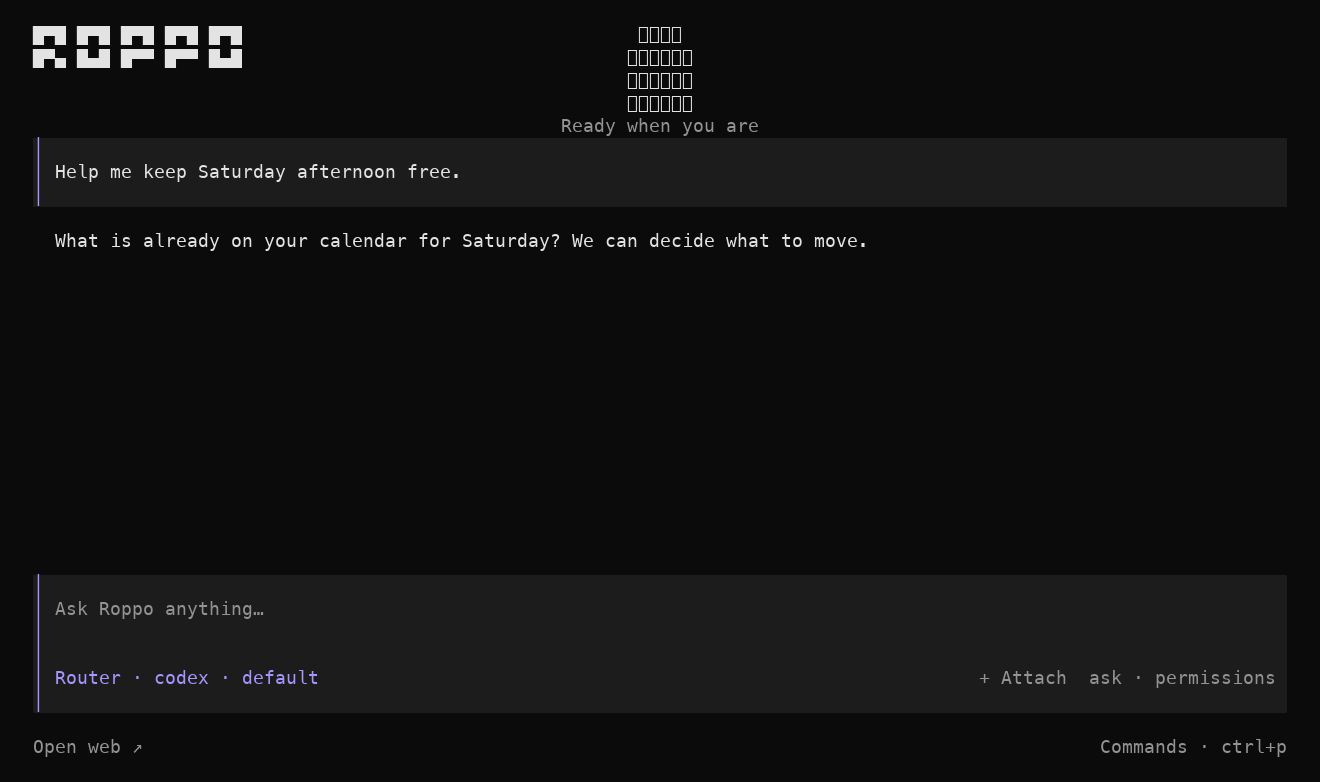 ROPPO
Ready when you are
Help me keep Saturday afternoon free.
What is already on your calendar for Saturday? We can decide what to move.
Ask Roppo anything…
Router · codex · default
+ Attach  ask · permissions
Open web ↗
Commands · ctrl+p